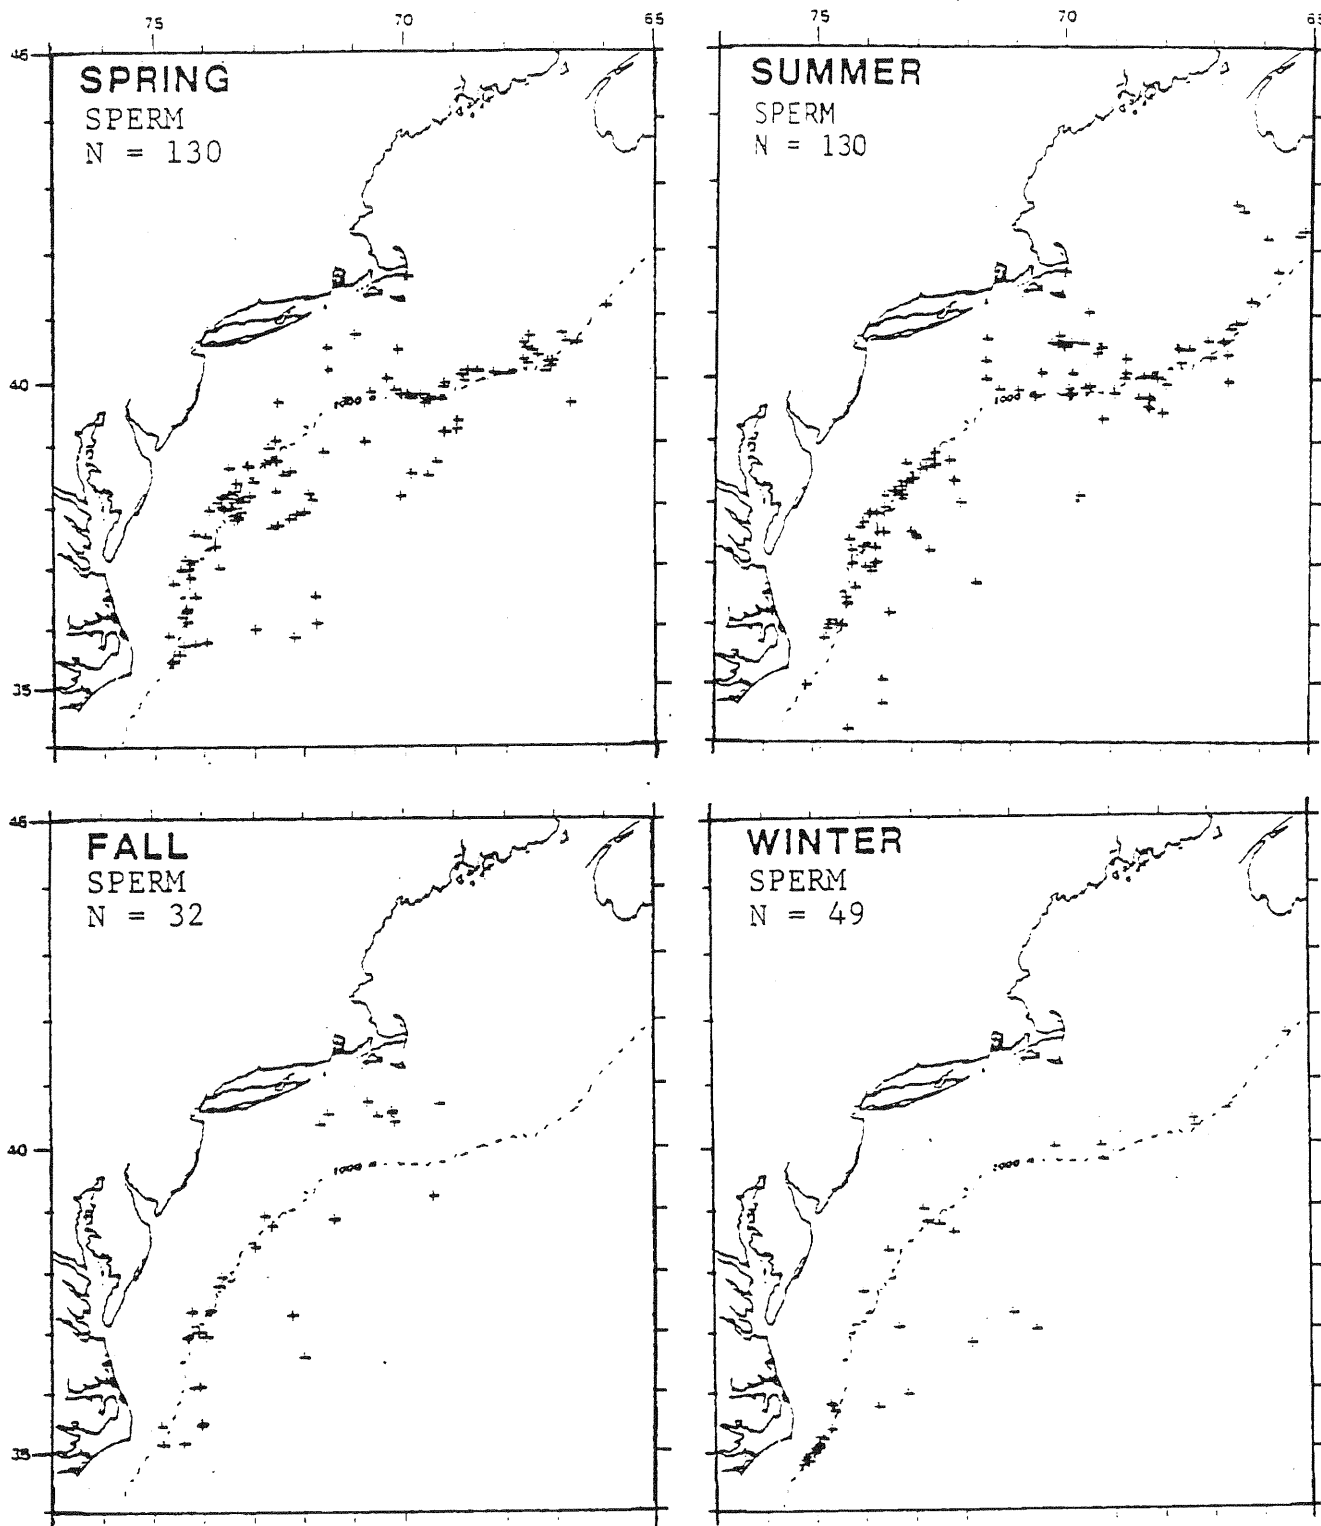 75 70 65
75 70 65
45
SPRING
SPERM
N = 130
40
1000 m
35
SUMMER
SPERM
N = 130
1000 m
45
FALL
SPERM
N = 32
40
1000 m
35
WINTER
SPERM
N = 49
1000 m